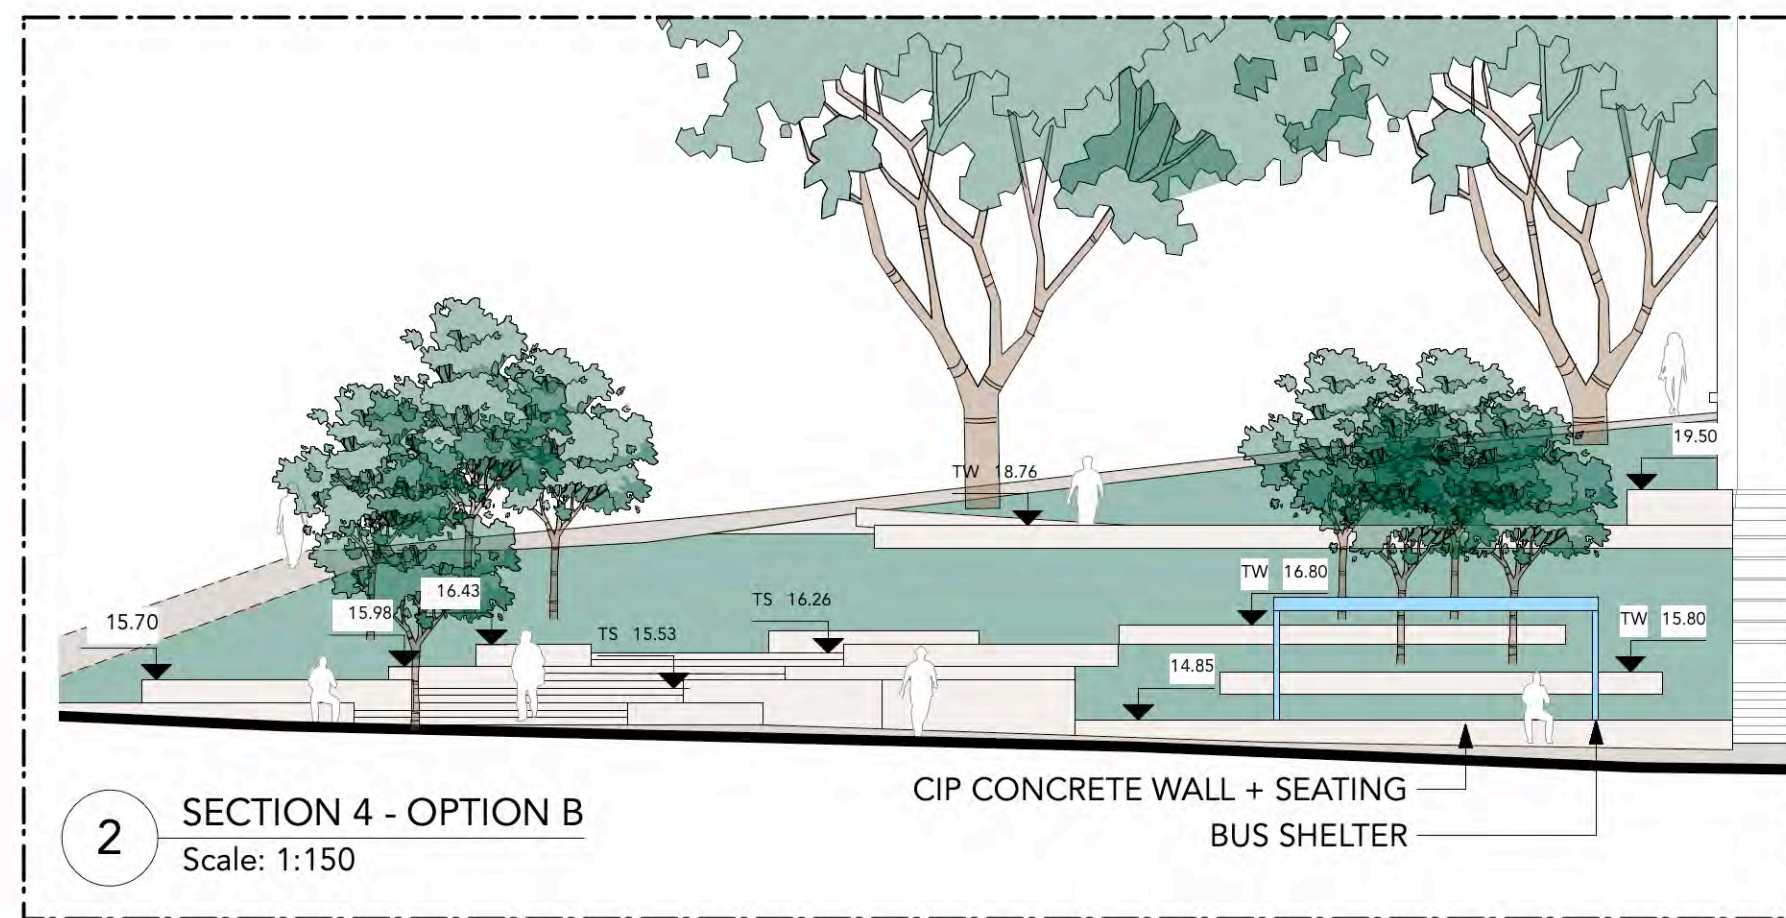 19.50
TW 18.76
TW 16.80
16.43
TS 16.26
15.98
15.70
TS 15.53
TW 15.80
14.85
CIP CONCRETE WALL + SEATING
BUS SHELTER
2
SECTION 4 - OPTION B
Scale: 1:150